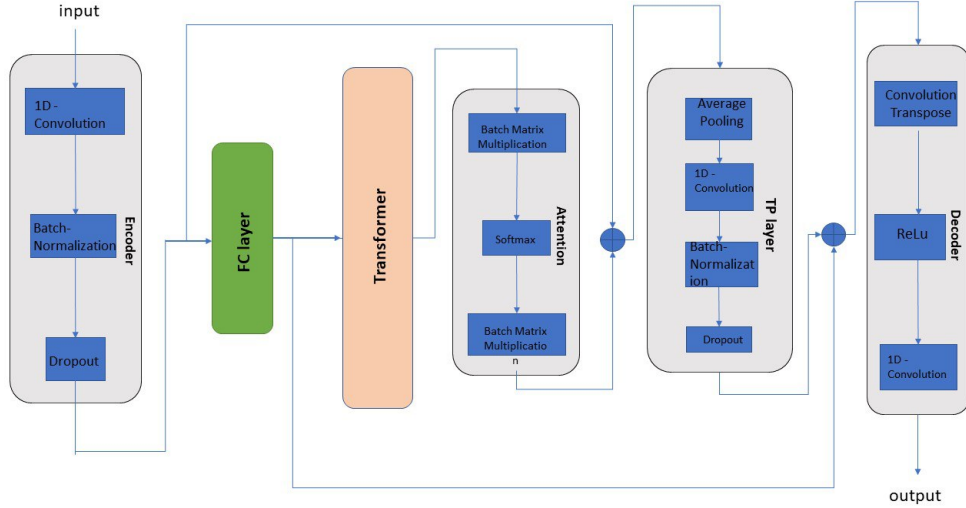 input
1D -
Convolution
Batch-
Normalization
Dropout
Encoder
FC layer
Transformer
Batch Matrix
Multiplication
Softmax
Batch Matrix
Multiplicatio
n
Attention
Average
Pooling
1D -
Convolution
Batch-
Normalizat
ion
Dropout
TP layer
Convolution
Transpose
ReLu
1D -
Convolution
Decoder
output